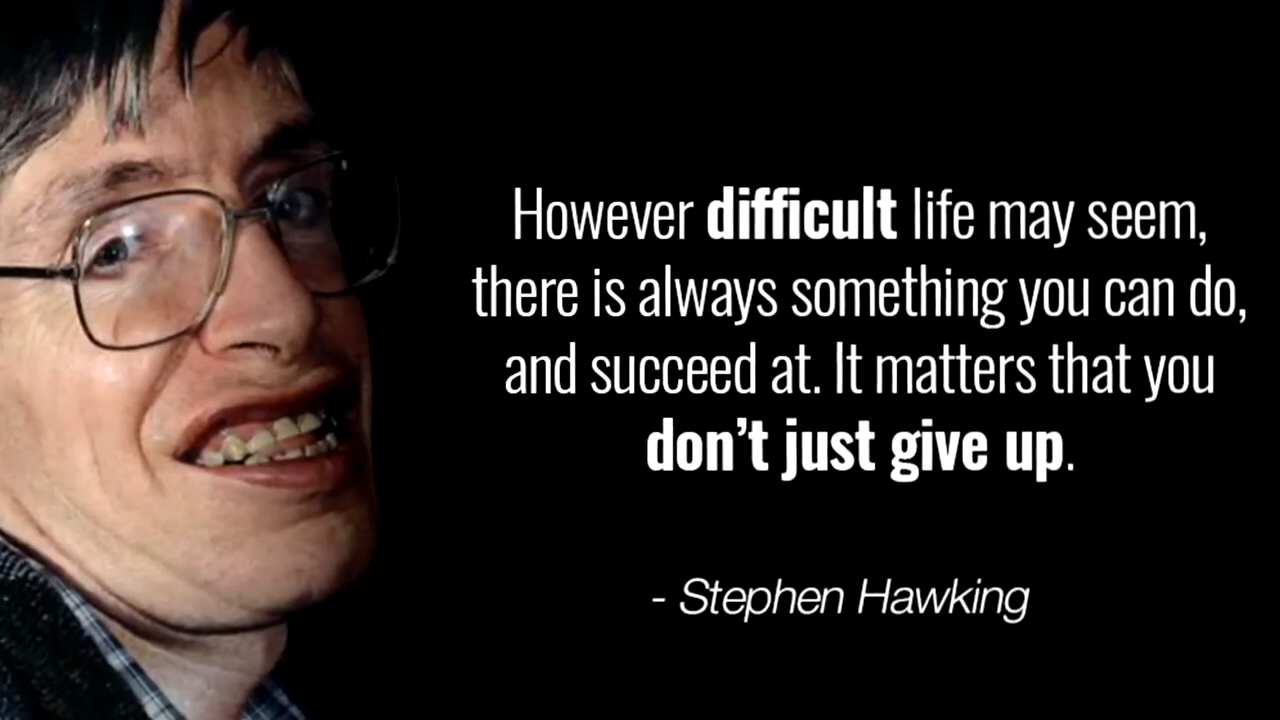 However difficult life may seem,
there is always something you can do,
and succeed at. It matters that you
don’t just give up.
- Stephen Hawking